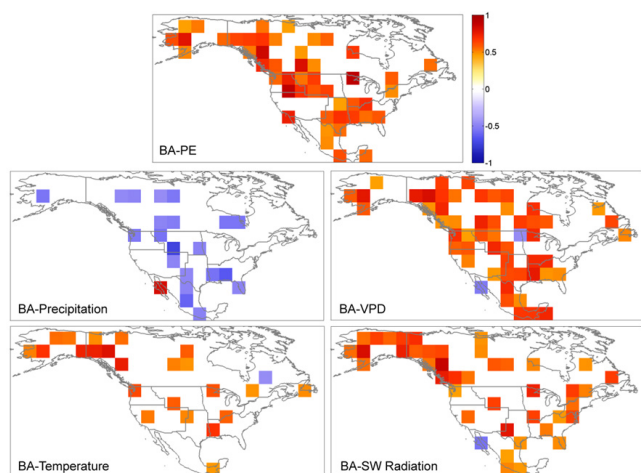 1
0.5
0
-0.5
-1
BA-PE
BA-Precipitation
BA-VPD
BA-Temperature
BA-SW Radiation